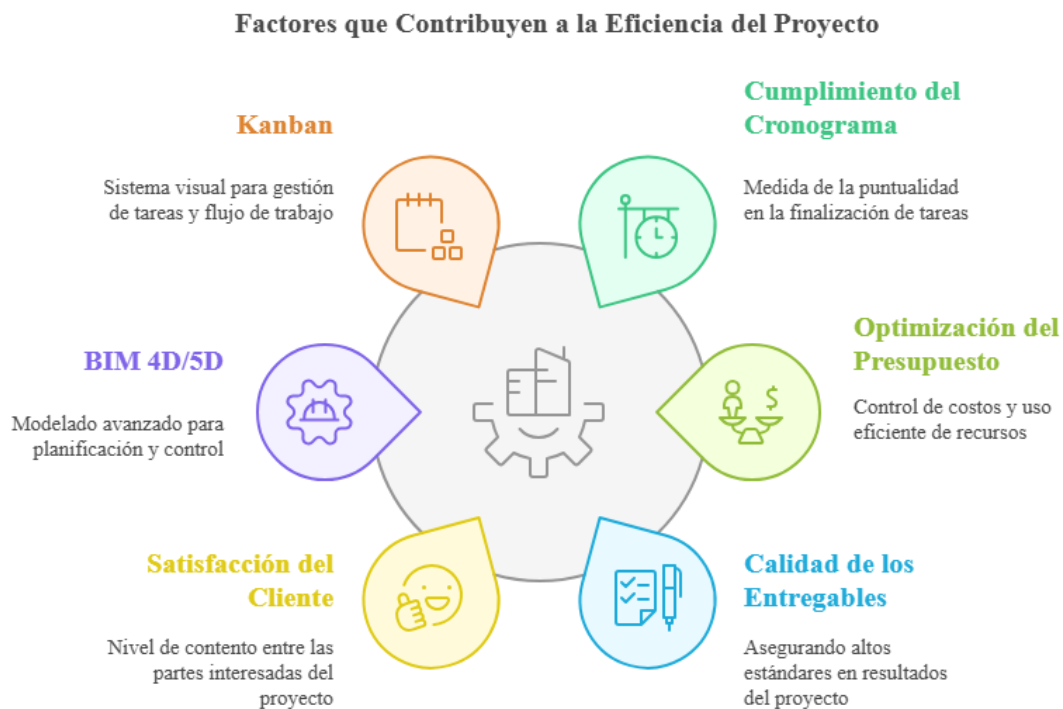 Factores que Contribuyen a la Eficiencia del Proyecto
Kanban
Sistema visual para gestión
de tareas y flujo de trabajo
Cumplimiento del
Cronograma
Medida de la puntualidad
en la finalización de tareas
BIM 4D/5D
Modelado avanzado para
planificación y control
Optimización del
Presupuesto
Control de costos y uso
eficiente de recursos
$
Satisfacción del
Cliente
Nivel de contento entre las
partes interesadas del
proyecto
Calidad de los
Entregables
Asegurando altos
estándares en resultados
del proyecto